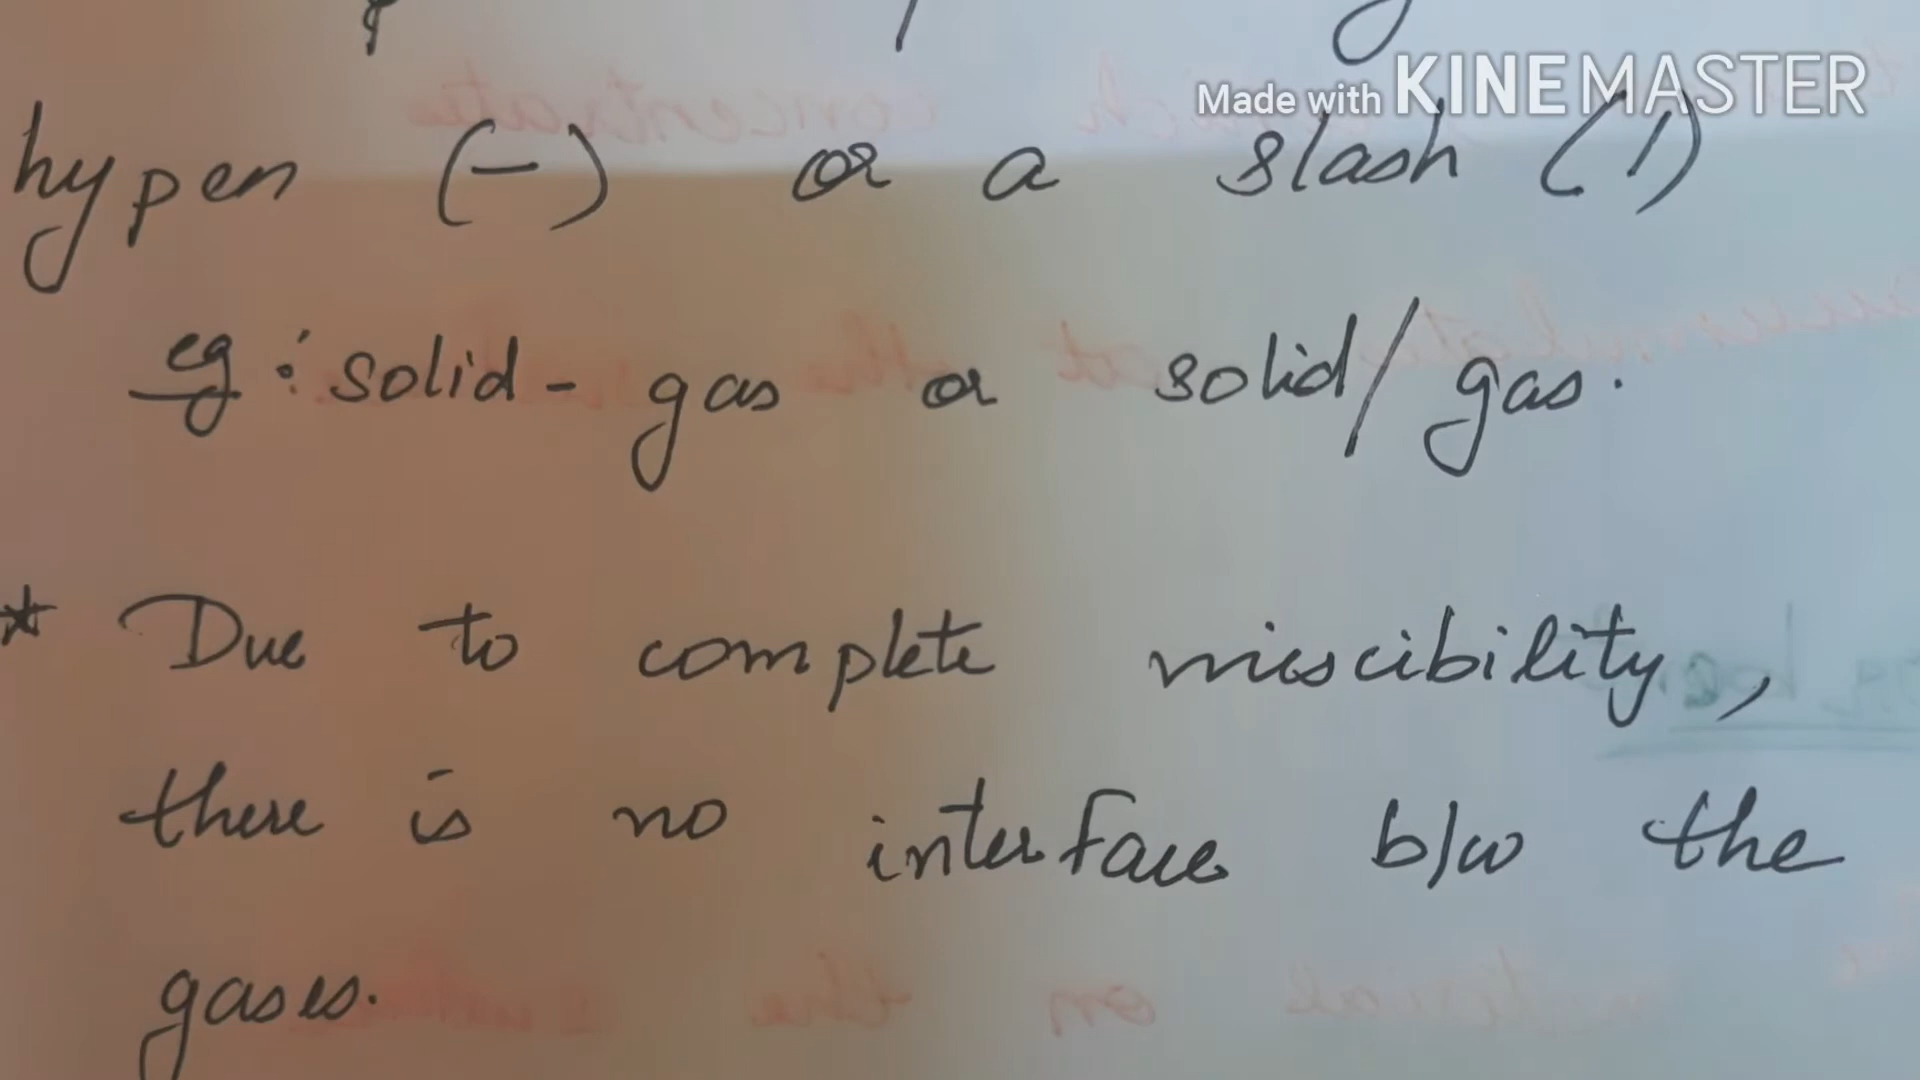 Made with KINEMASTER
hypen (-) or a slash (/)
eg : solid - gas or solid/gas.
* Due to complete miscibility,
there is no interface b/w the
gases.